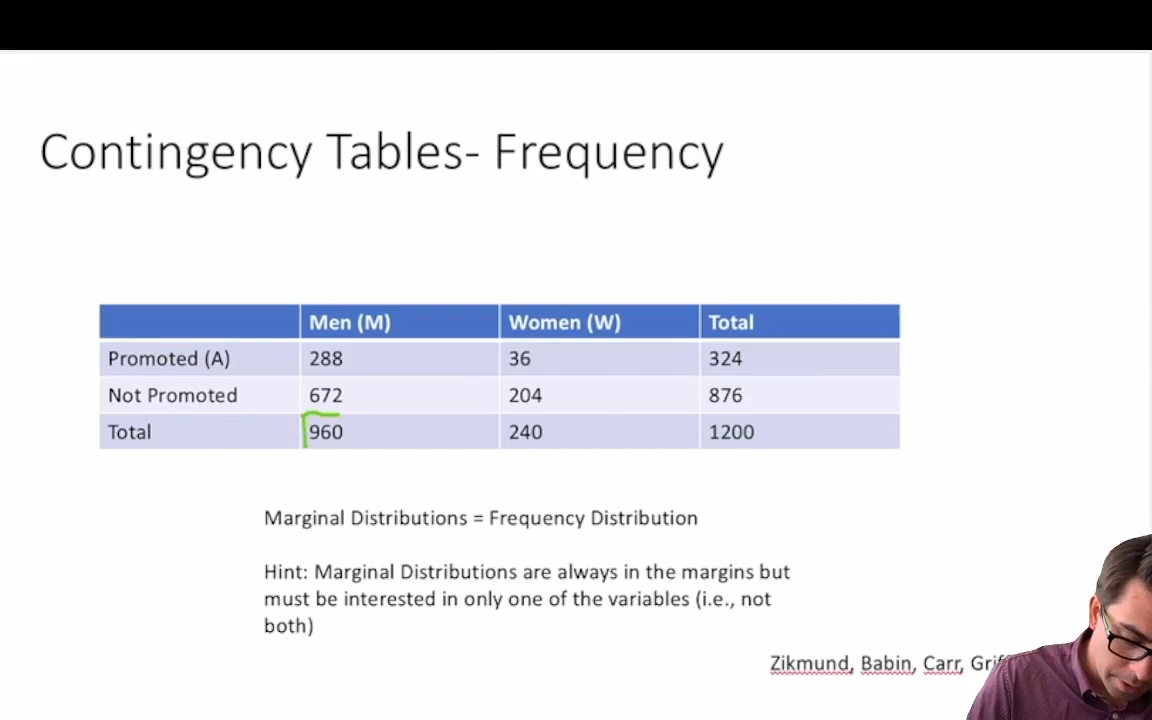 Contingency Tables- Frequency
Men (M) Women (W) Total
Promoted (A) 288 36 324
Not Promoted 672 204 876
Total 960 240 1200
Marginal Distributions = Frequency Distribution
Hint: Marginal Distributions are always in the margins but
must be interested in only one of the variables (i.e., not
both)
Zikmund, Babin, Carr,